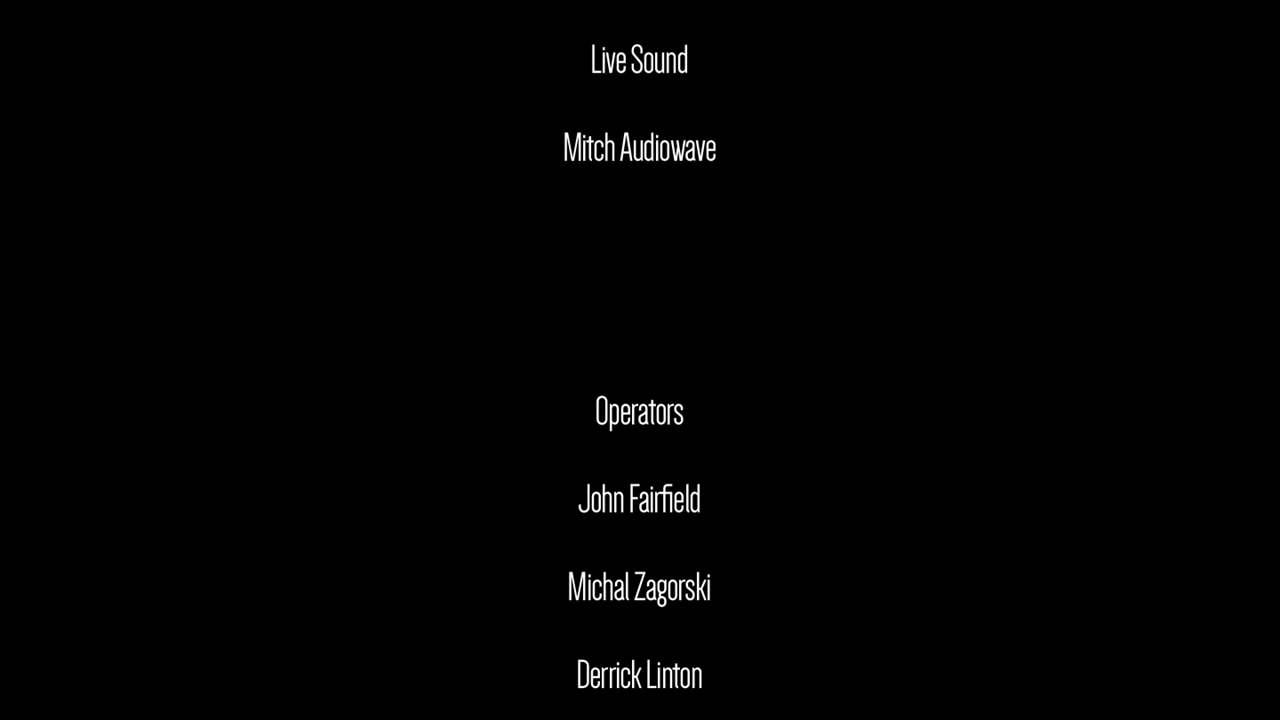 Live Sound
Mitch Audiowave
Operators
John Fairfield
Michal Zagorski
Derrick Linton